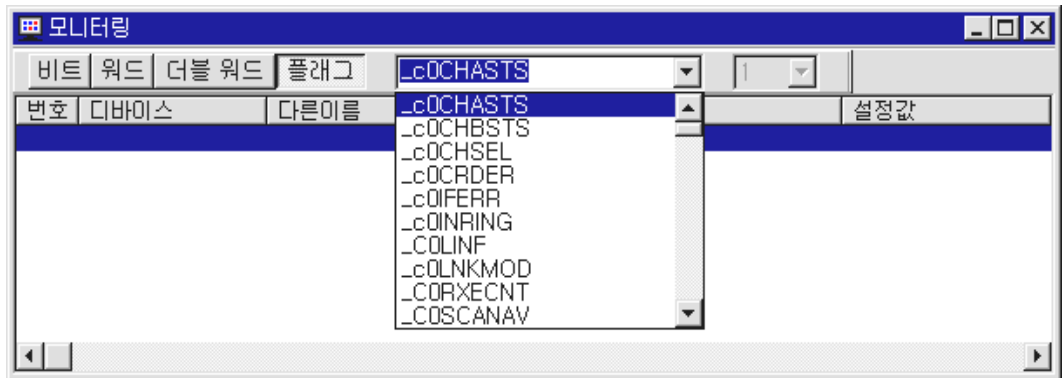 모니터링
비트 워드 더블 워드 플래그 _c0CHASTS 1
번호 디바이스 다른이름 설정값
_c0CHASTS
_c0CHBSTS
_c0CHSEL
_c0CRDER
_c0IFERR
_c0INRING
_C0LINF
_c0LNKMOD
_C0RXECNT
_C0SCANAV